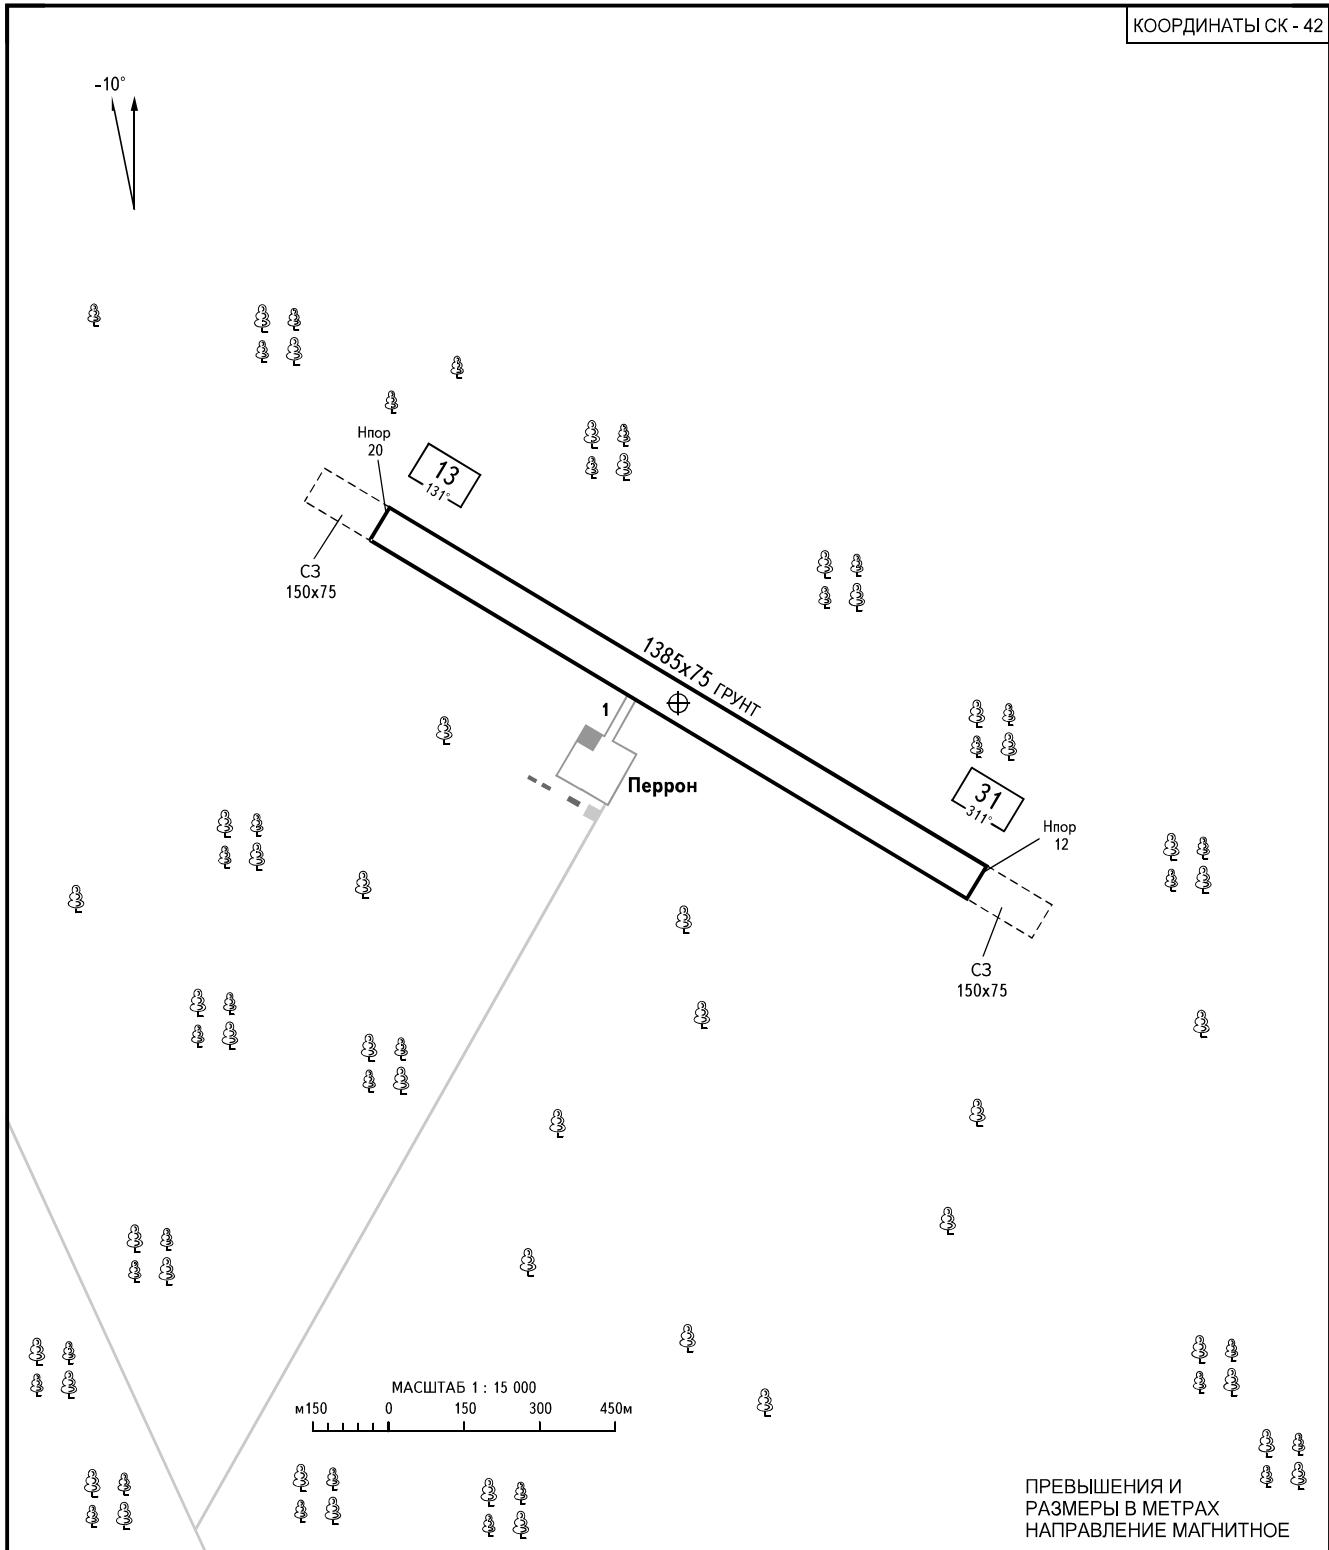 КООРДИНАТЫ СК - 42
-10°
Нпор
20
13
131°
СЗ
150x75
1385x75 ГРУНТ
1
Перрон
31
311°
Нпор
12
СЗ
150x75
МАСШТАБ 1 : 15 000
м150 0 150 300 450м
ПРЕВЫШЕНИЯ И
РАЗМЕРЫ В МЕТРАХ
НАПРАВЛЕНИЕ МАГНИТНОЕ